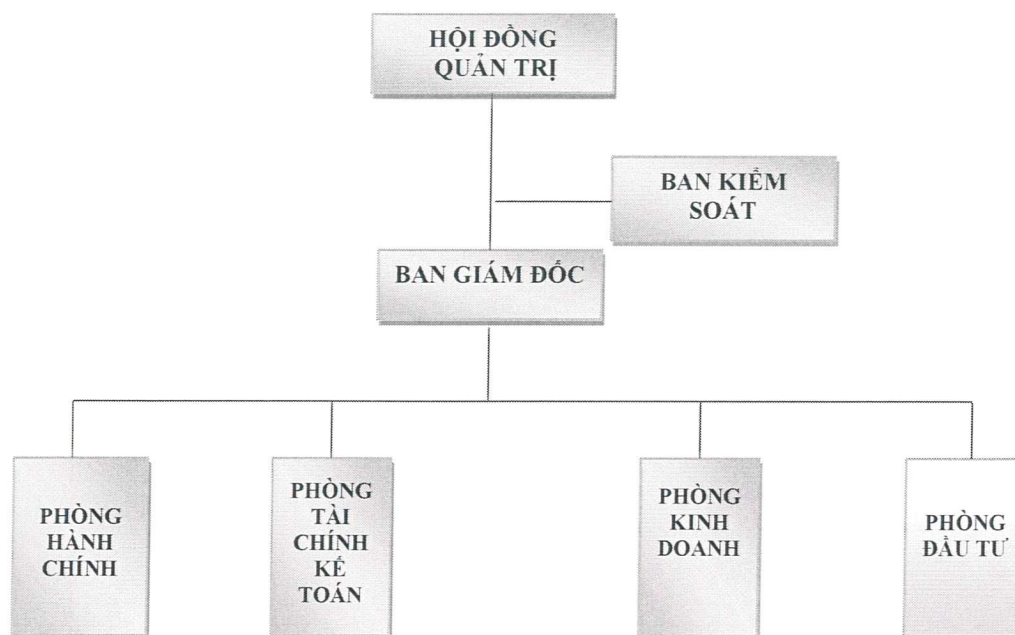 HỘI ĐỒNG
QUẢN TRỊ
BAN KIỂM
SOÁT
BAN GIÁM ĐỐC
PHÒNG
HÀNH
CHÍNH
PHÒNG
TÀI
CHÍNH
KẾ
TOÁN
PHÒNG
KINH
DOANH
PHÒNG
ĐẦU TƯ